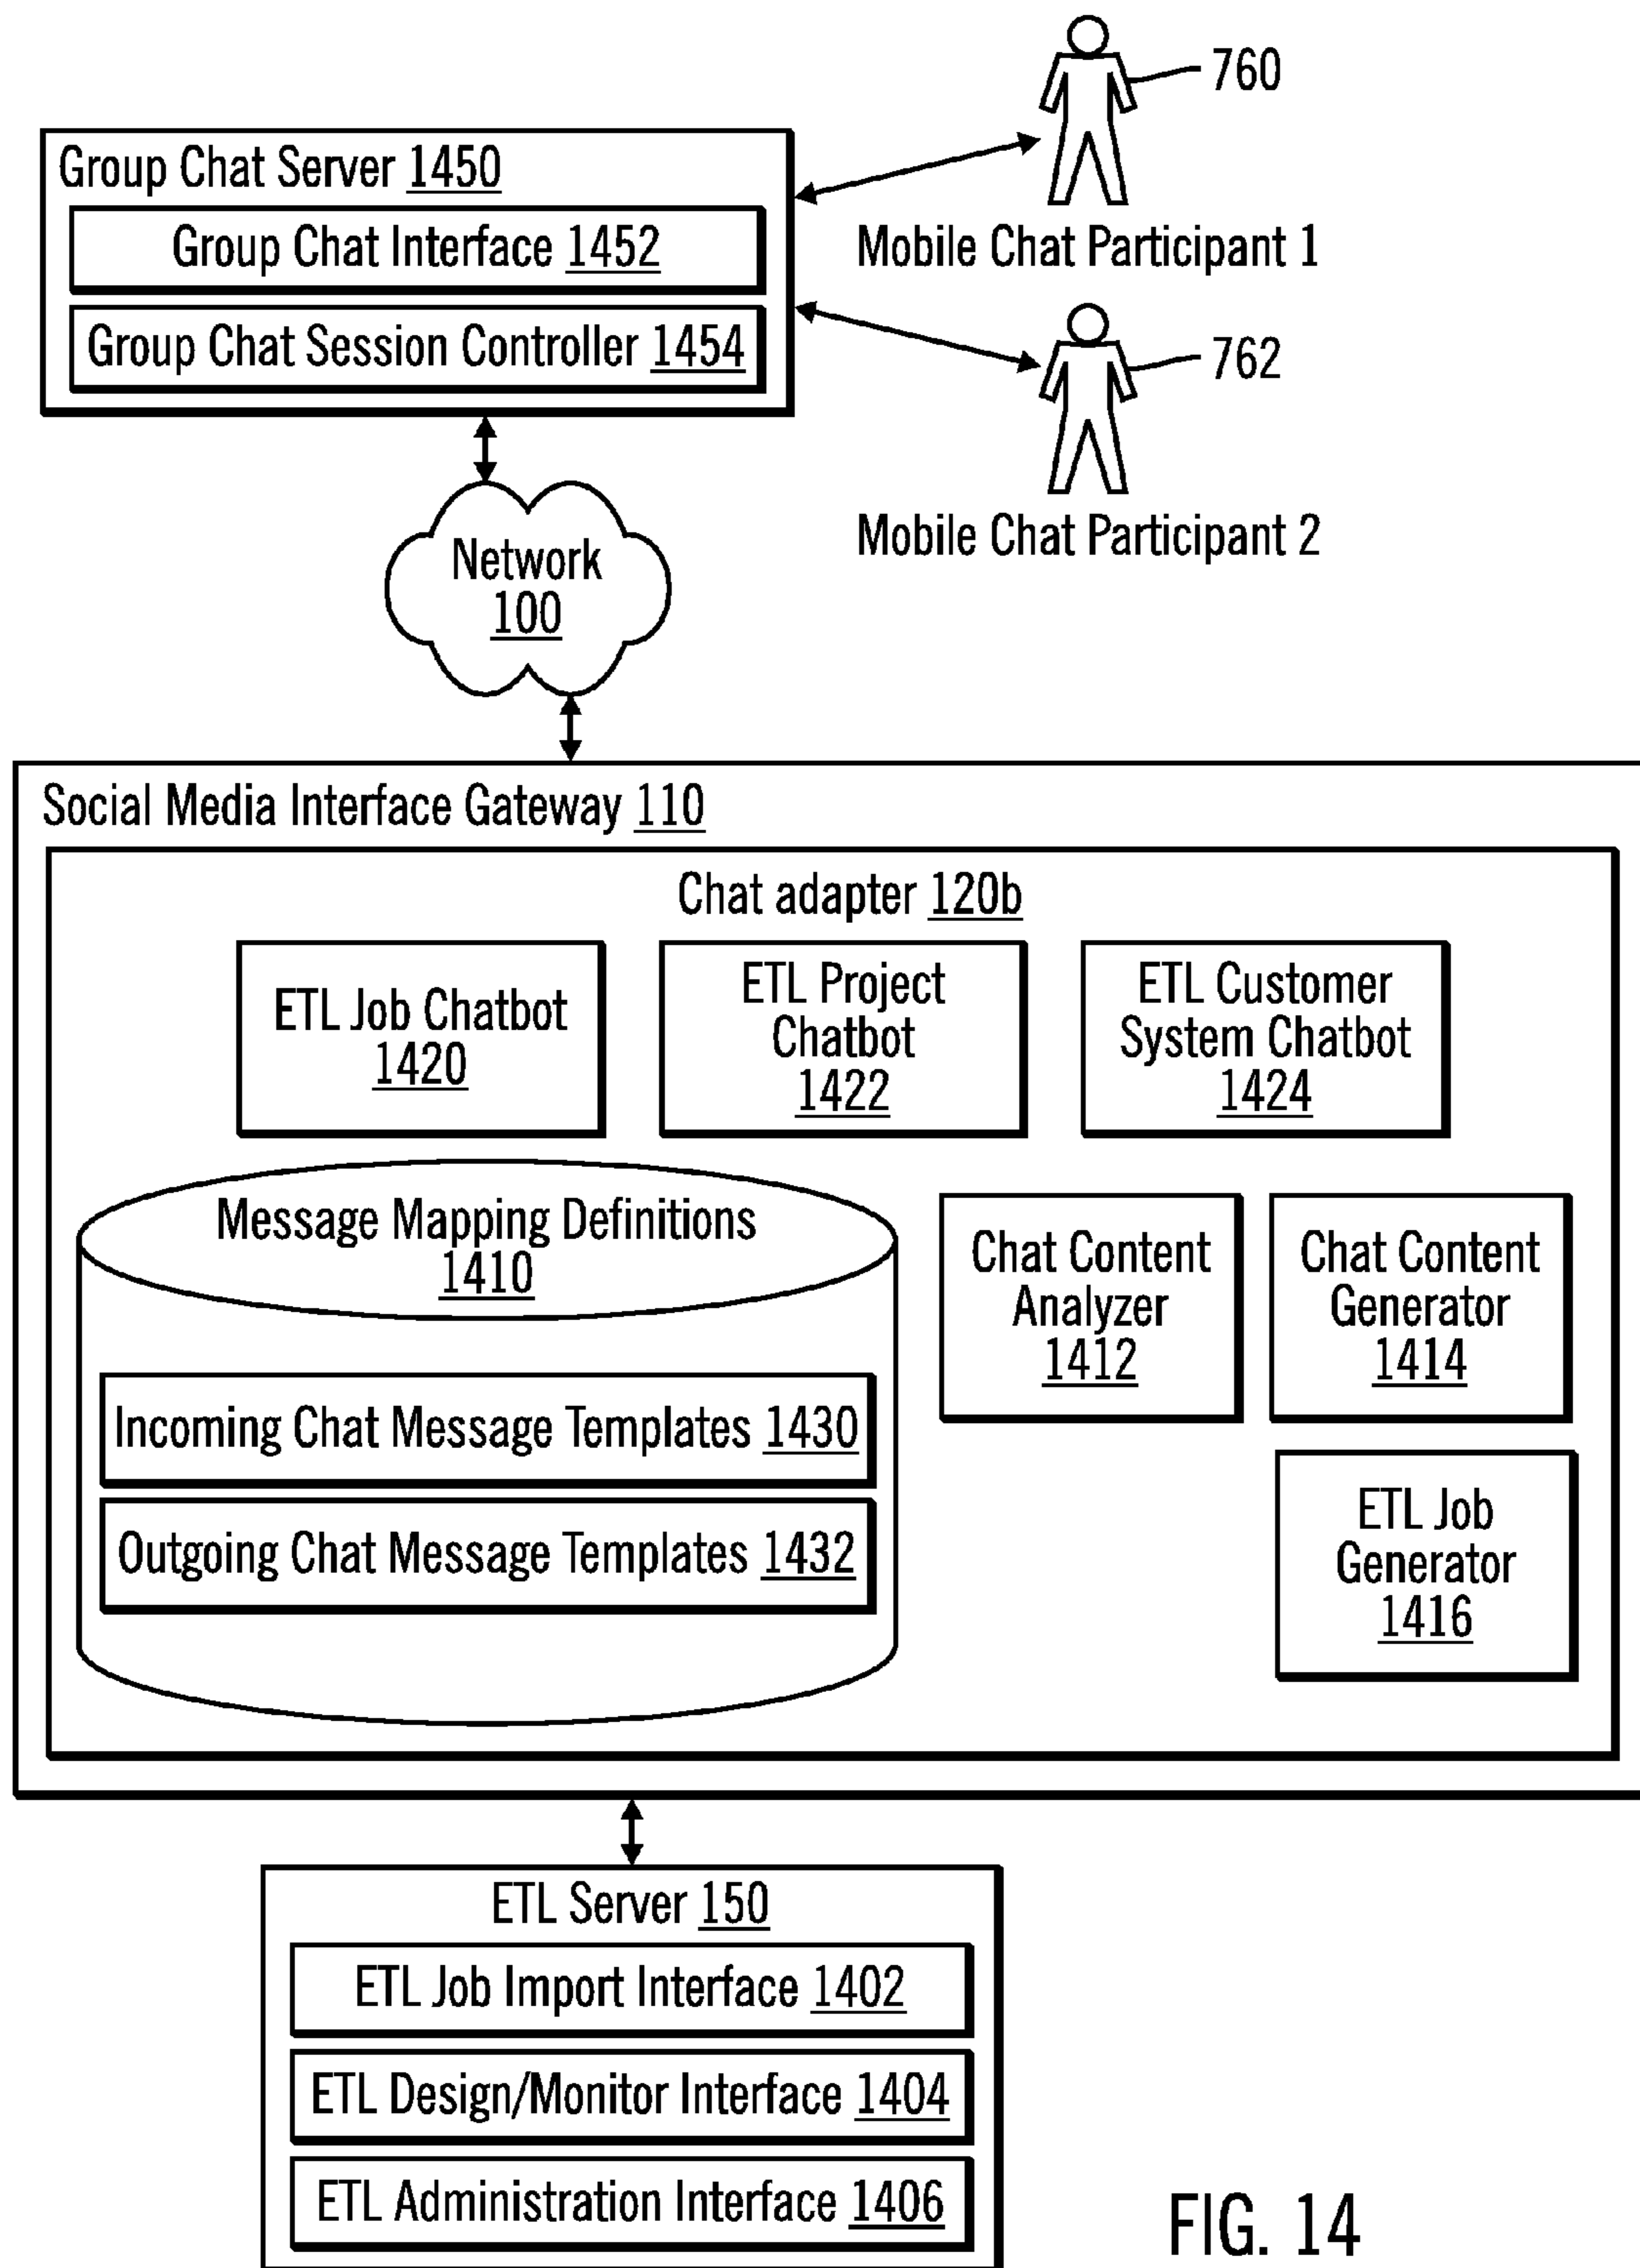 760
Group Chat Server 1450
Group Chat Interface 1452
Group Chat Session Controller 1454
Mobile Chat Participant 1
762
Mobile Chat Participant 2
Network
100
Social Media Interface Gateway 110
Chat adapter 120b
ETL Job Chatbot
1420
ETL Project
Chatbot
1422
ETL Customer
System Chatbot
1424
Message Mapping Definitions
1410
Incoming Chat Message Templates 1430
Outgoing Chat Message Templates 1432
Chat Content
Analyzer
1412
Chat Content
Generator
1414
ETL Job
Generator
1416
ETL Server 150
ETL Job Import Interface 1402
ETL Design/Monitor Interface 1404
ETL Administration Interface 1406
FIG. 14